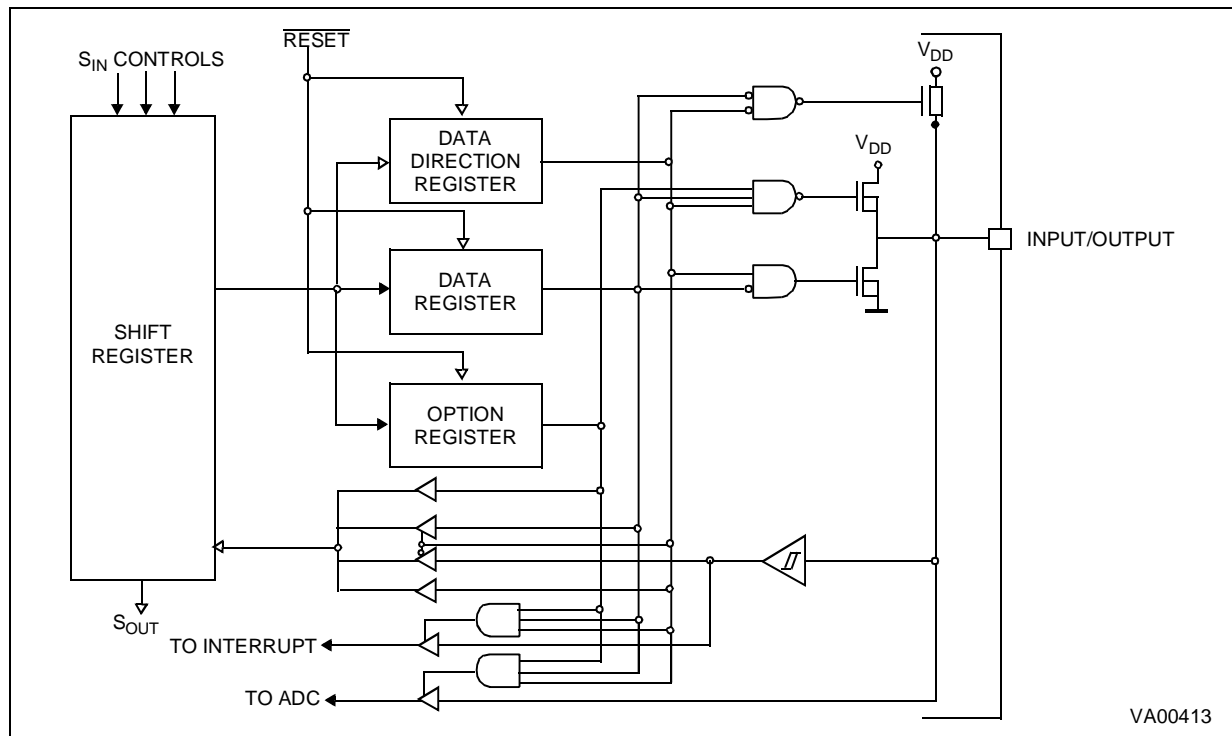 RESET
S_IN CONTROLS
V_DD
DATA
DIRECTION
REGISTER
V_DD
INPUT/OUTPUT
DATA
REGISTER
SHIFT
REGISTER
OPTION
REGISTER
S_OUT
TO INTERRUPT
TO ADC
VA00413